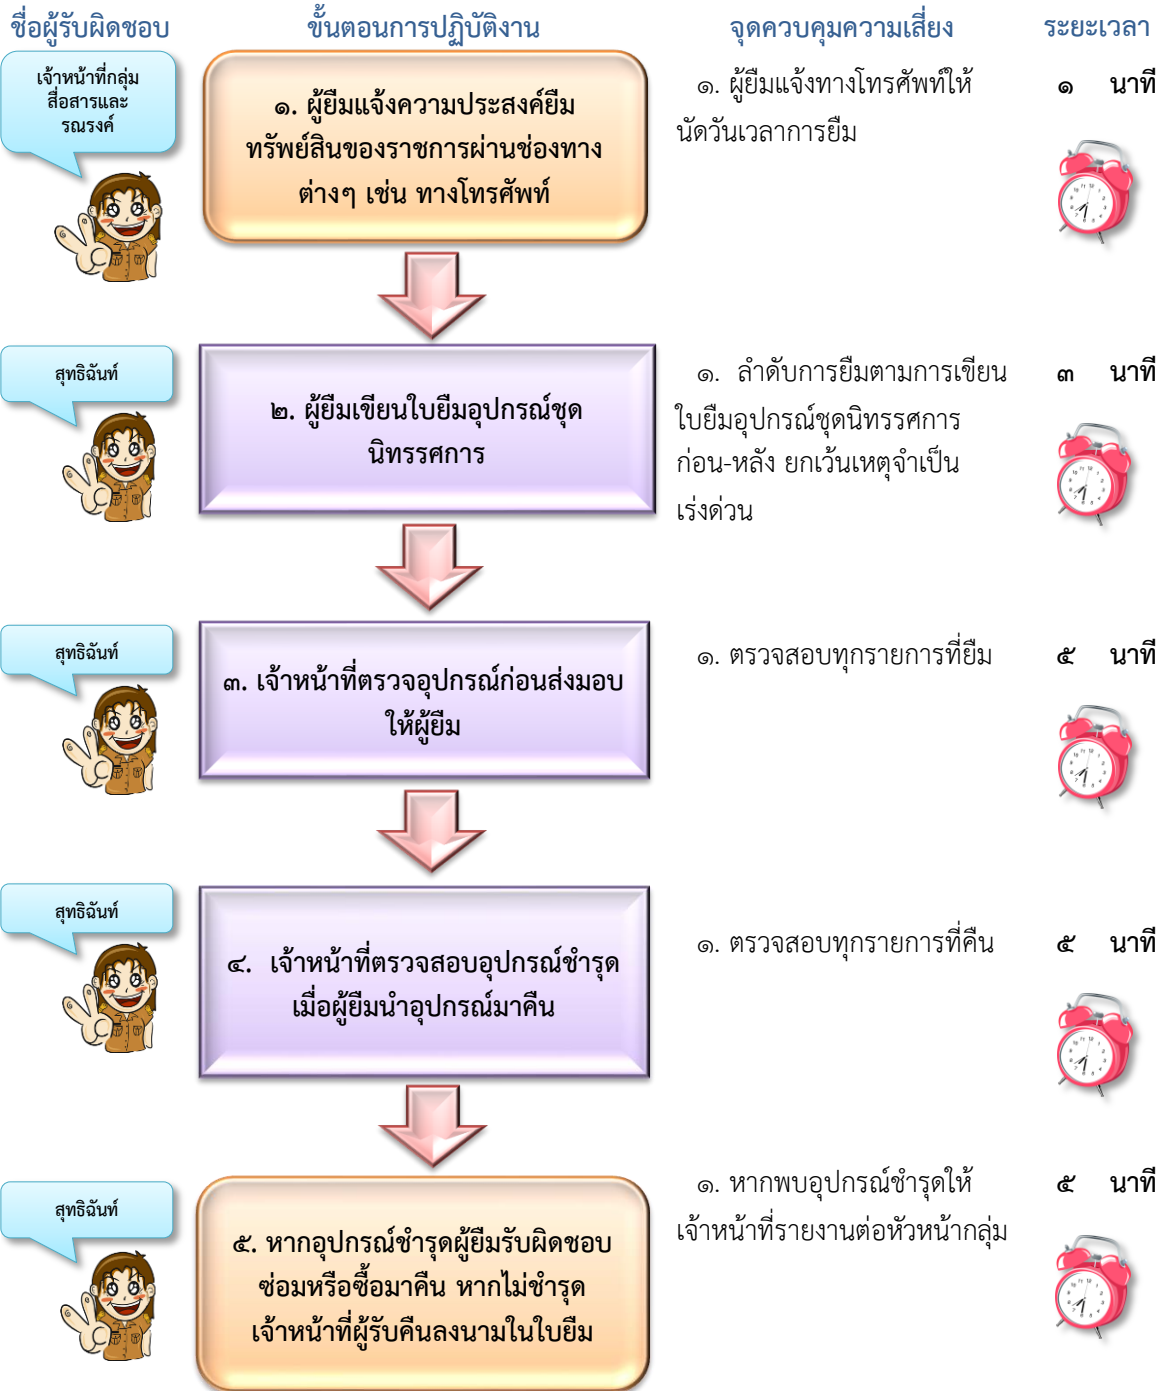 ชื่อผู้รับผิดชอบ ขั้นตอนการปฏิบัติงาน จุดควบคุมความเสี่ยง ระยะเวลา
เจ้าหน้าที่กลุ่ม
สื่อสารและ
รณรงค์
๑. ผู้ยืมแจ้งความประสงค์ยืม
ทรัพย์สินของราชการผ่านช่องทาง
ต่างๆ เช่น ทางโทรศัพท์
๑. ผู้ยืมแจ้งทางโทรศัพท์ให้
นัดวันเวลาการยืม
๑ นาที
สุทธิฉันท์
๒. ผู้ยืมเขียนใบยืมอุปกรณ์ชุด
นิทรรศการ
๑. ลำดับการยืมตามการเขียน
ใบยืมอุปกรณ์ชุดนิทรรศการ
ก่อน-หลัง ยกเว้นเหตุจำเป็น
เร่งด่วน
๓ นาที
สุทธิฉันท์
๓. เจ้าหน้าที่ตรวจอุปกรณ์ก่อนส่งมอบ
ให้ผู้ยืม
๑. ตรวจสอบทุกรายการที่ยืม
๕ นาที
สุทธิฉันท์
๔. เจ้าหน้าที่ตรวจสอบอุปกรณ์ชำรุด
เมื่อผู้ยืมนำอุปกรณ์มาคืน
๑. ตรวจสอบทุกรายการที่คืน
๕ นาที
สุทธิฉันท์
๕. หากอุปกรณ์ชำรุดผู้ยืมรับผิดชอบ
ซ่อมหรือซื้อมาคืน หากไม่ชำรุด
เจ้าหน้าที่ผู้รับคืนลงนามในใบยืม
๑. หากพบอุปกรณ์ชำรุดให้
เจ้าหน้าที่รายงานต่อหัวหน้ากลุ่ม
๕ นาที